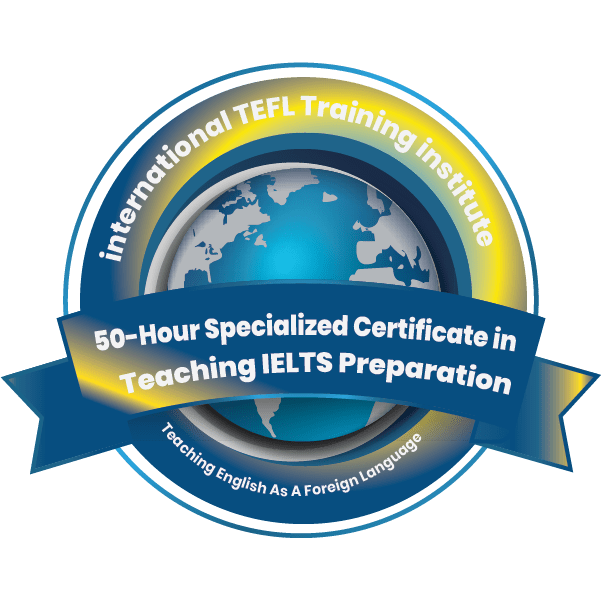 international TEFL Training institute
50-Hour Specialized Certificate in
Teaching IELTS Preparation
Teaching English As A Foreign Language